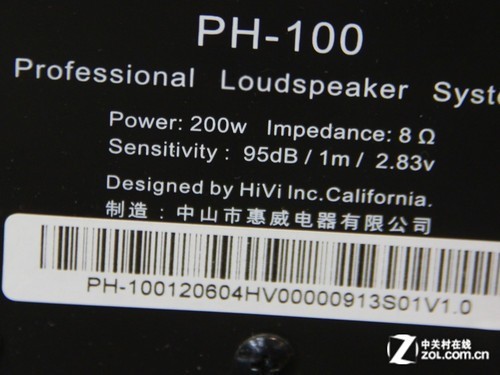 PH-100
Professional Loudspeaker Syste
Power: 200w Impedance: 8 Ω
Sensitivity : 95dB / 1m / 2.83v
Designed by HiVi Inc.California.
制造：中山市惠威电器有限公司
PH-100120604HV00000913S01V1.0
Z 中关村在线
ZOL.COM.CN